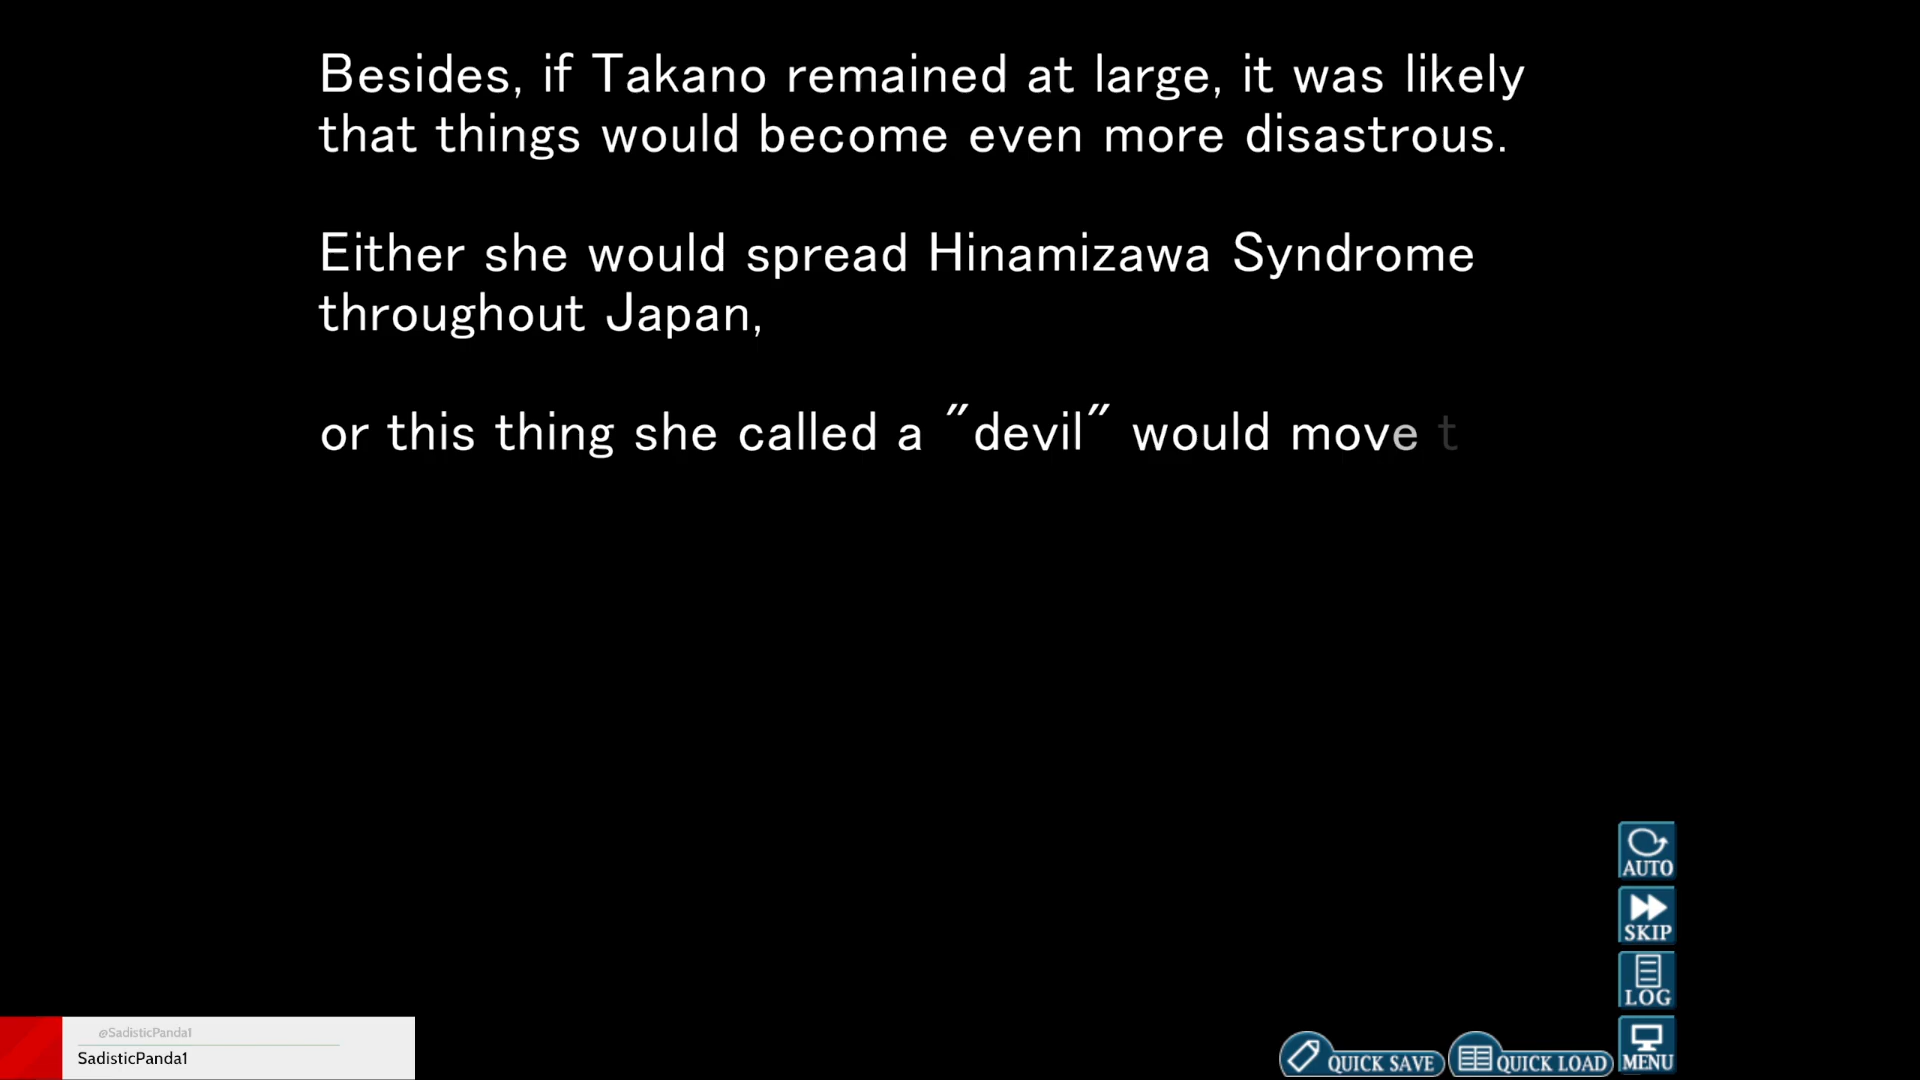 Besides, if Takano remained at large, it was likely
that things would become even more disastrous.
Either she would spread Hinamizawa Syndrome
throughout Japan,
or this thing she called a "devil" would move t
AUTO
SKIP
LOG
MENU
QUICK SAVE
QUICK LOAD
@SadisticPanda1
SadisticPanda1